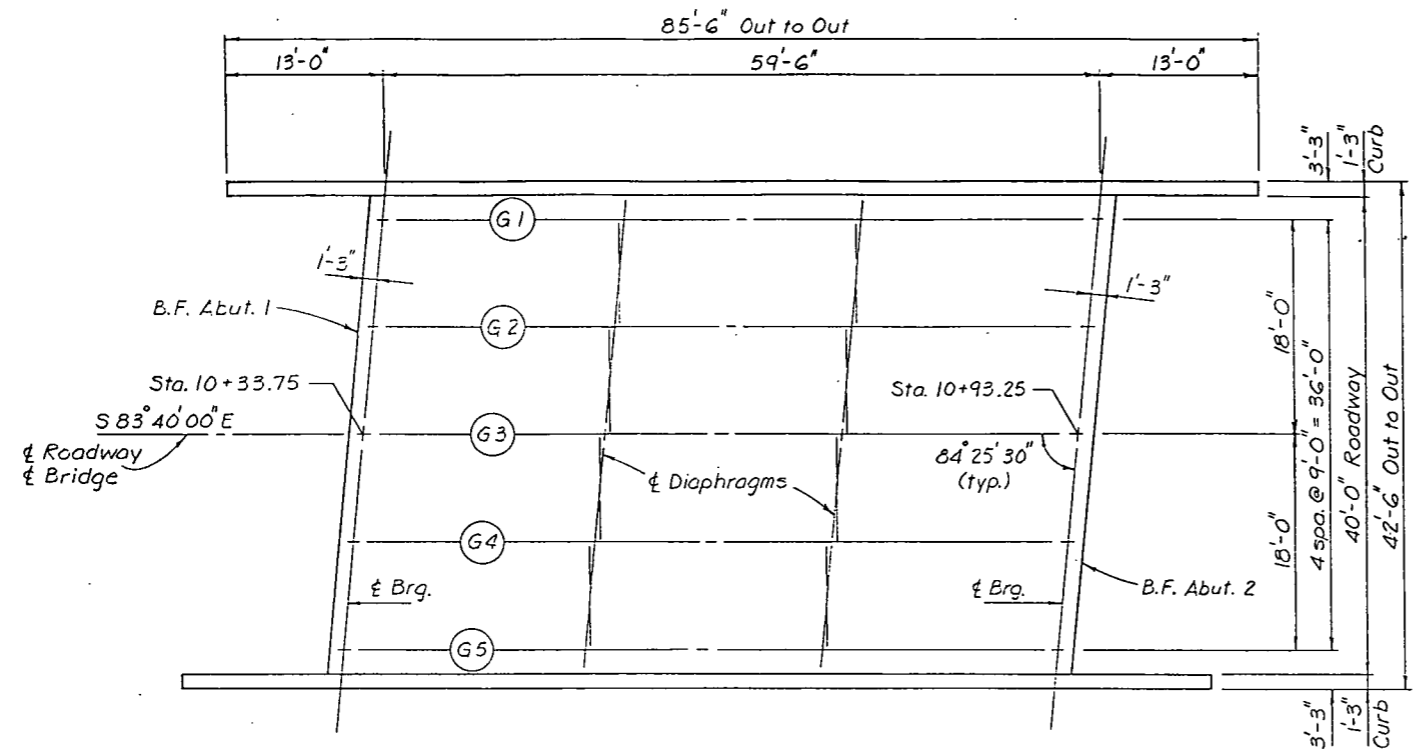 85'-6" Out to Out
13'-0"
59'-6"
13'-0"
3'-3"
1'-3"
Curb
G1
1'-3"
1'-3"
B.F. Abut. 1
G2
Sta. 10+33.75
Sta. 10+93.25
S 83° 40' 00" E
G3
℄ Roadway
℄ Bridge
84° 25' 30"
(typ.)
℄ Diaphragms
18'-0"
18'-0"
4 spa. @ 9'-0" = 36'-0"
40'-0" Roadway
42'-6" Out to Out
G4
℄ Brg.
℄ Brg.
B.F. Abut. 2
G5
3'-3"
1'-3"
Curb